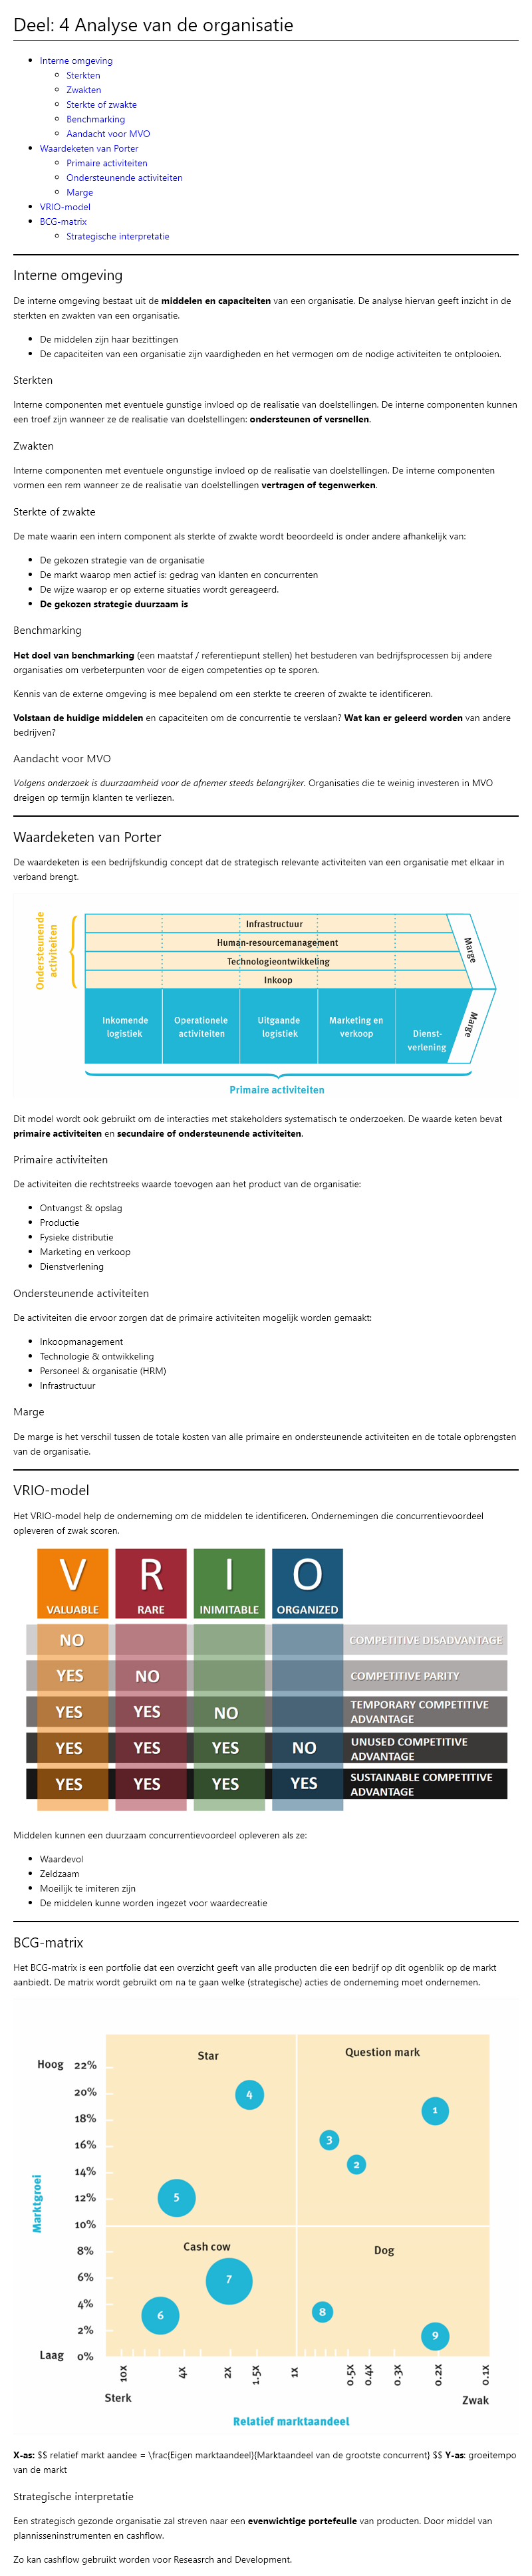 Deel: 4 Analyse van de organisatie
Interne omgeving
Sterkten
Zwakten
Sterkte of zwakte
Benchmarking
Aandacht voor MVO
Waardeketen van Porter
Primaire activiteiten
Ondersteunende activiteiten
Marge
VRIO-model
BCG-matrix
Strategische interpretatie
Interne omgeving
De interne omgeving bestaat uit de middelen en capaciteiten van een organisatie. De analyse hiervan geeft inzicht in de
sterkten en zwakten van een organisatie.
De middelen zijn haar bezittingen
De capaciteiten van een organisatie zijn vaardigheden en het vermogen om de nodige activiteiten te ontplooien.
Sterkten
Interne componenten met eventuele gunstige invloed op de realisatie van doelstellingen. De interne componenten kunnen
een troef zijn wanneer ze de realisatie van doelstellingen: ondersteunen of versnellen.
Zwakten
Interne componenten met eventuele ongunstige invloed op de realisatie van doelstellingen. De interne componenten
vormen een rem wanneer ze de realisatie van doelstellingen vertragen of tegenwerken.
Sterkte of zwakte
De mate waarin een intern component als sterkte of zwakte wordt beoordeeld is onder andere afhankelijk van:
De gekozen strategie van de organisatie
De markt waarop men actief is: gedrag van klanten en concurrenten
De wijze waarop er op externe situaties wordt gereageerd.
De gekozen strategie duurzaam is
Benchmarking
Het doel van benchmarking (een maatstaf / referentiepunt stellen) het bestuderen van bedrijfsprocessen bij andere
organisaties om verbeterpunten voor de eigen competenties op te sporen.
Kennis van de externe omgeving is mee bepalend om een sterkte te creeren of zwakte te identificeren.
Volstaan de huidige middelen en capaciteiten om de concurrentie te verslaan? Wat kan er geleerd worden van andere
bedrijven?
Aandacht voor MVO
Volgens onderzoek is duurzaamheid voor de afnemer steeds belangrijker. Organisaties die te weinig investeren in MVO
dreigen op termijn klanten te verliezen.
Waardeketen van Porter
De waardeketen is een bedrijfskundig concept dat de strategisch relevante activiteiten van een organisatie met elkaar in
verband brengt.
Ondersteunende
activiteiten
Infrastructuur
Human-resourcemanagement
Technologieontwikkeling
Inkoop
Marge
Inkomende
logistiek
Operationele
activiteiten
Uitgaande
logistiek
Marketing en
verkoop
Dienst-
verlening
Marge
Primaire activiteiten
Dit model wordt ook gebruikt om de interacties met stakeholders systematisch te onderzoeken. De waarde keten bevat
primaire activiteiten en secundaire of ondersteunende activiteiten.
Primaire activiteiten
De activiteiten die rechtstreeks waarde toevogen aan het product van de organisatie:
Ontvangst & opslag
Productie
Fysieke distributie
Marketing en verkoop
Dienstverlening
Ondersteunende activiteiten
De activiteiten die ervoor zorgen dat de primaire activiteiten mogelijk worden gemaakt:
Inkoopmanagement
Technologie & ontwikkeling
Personeel & organisatie (HRM)
Infrastructuur
Marge
De marge is het verschil tussen de totale kosten van alle primaire en ondersteunende activiteiten en de totale opbrengsten
van de organisatie.
VRIO-model
Het VRIO-model help de onderneming om de middelen te identificeren. Ondernemingen die concurrentievoordeel
opleveren of zwak scoren.
V R I O
VALUABLE RARE INIMITABLE ORGANIZED
NO COMPETITIVE DISADVANTAGE
YES NO COMPETITIVE PARITY
YES YES NO TEMPORARY COMPETITIVE
ADVANTAGE
YES YES YES NO UNUSED COMPETITIVE
ADVANTAGE
YES YES YES YES SUSTAINABLE COMPETITIVE
ADVANTAGE
Middelen kunnen een duurzaam concurrentievoordeel opleveren als ze:
Waardevol
Zeldzaam
Moeilijk te imiteren zijn
De middelen kunne worden ingezet voor waardecreatie
BCG-matrix
Het BCG-matrix is een portfolie dat een overzicht geeft van alle producten die een bedrijf op dit ogenblik op de markt
aanbiedt. De matrix wordt gebruikt om na te gaan welke (strategische) acties de onderneming moet ondernemen.
Star
Question mark
Hoog 22%
20%
18%
16%
14%
12%
10%
8%
6%
4%
2%
Laag 0%
Marktgroei
4
1
3
2
5
Cash cow
Dog
7
6
8
9
10x 4x 2x 1.5x 1x 0.5x 0.4x 0.3x 0.2x 0.1x
Sterk
Zwak
Relatief marktaandeel
X-as: $$ relatief markt aandee = \frac{Eigen marktaandeel}{Marktaandeel van de grootste concurrent} $$ Y-as: groeitempo
van de markt
Strategische interpretatie
Een strategisch gezonde organisatie zal streven naar een evenwichtige portefeulle van producten. Door middel van
plannisseninstrumenten en cashflow.
Zo kan cashflow gebruikt worden voor Reseasrch and Development.